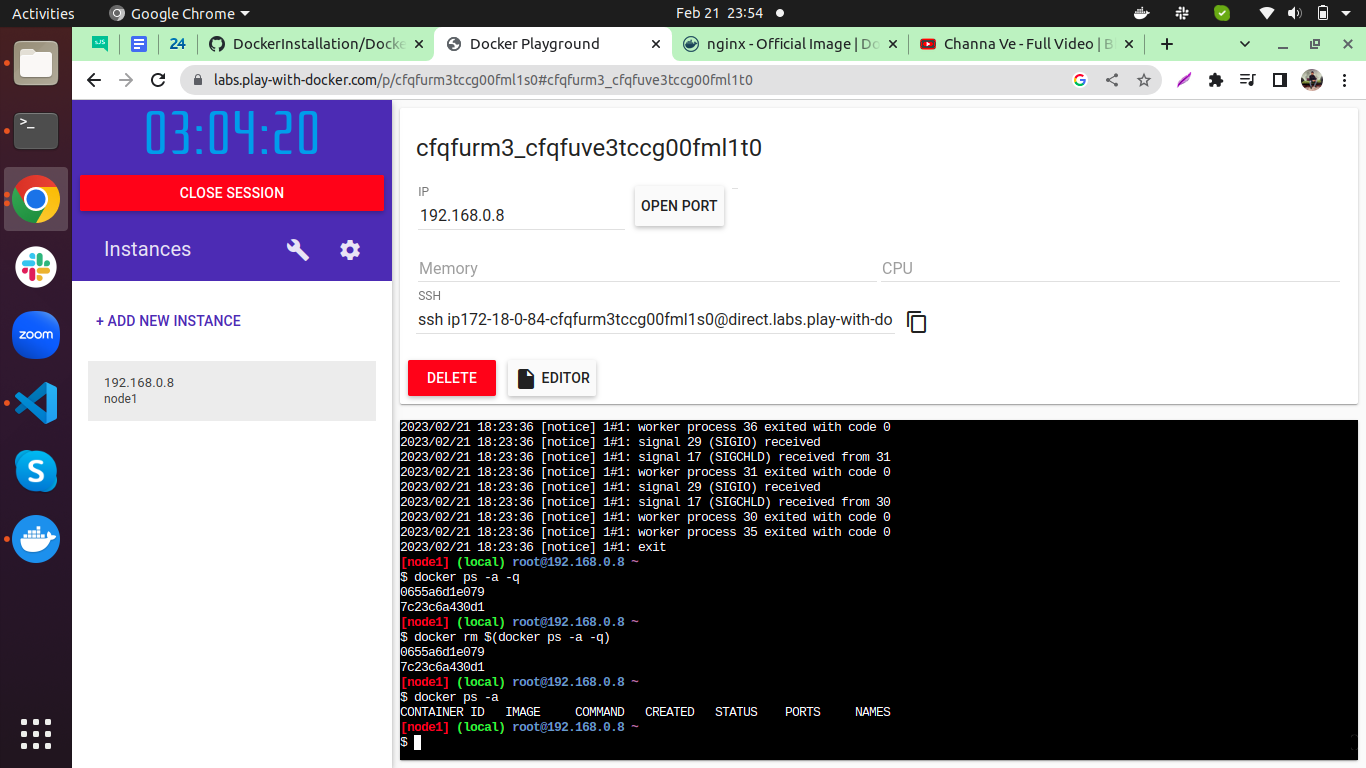 Activities
Google Chrome
Feb 21 23:54
sJS
24
DockerInstallation/Docke
Docker Playground
nginx - Official Image | Do
Channa Ve - Full Video | B
labs.play-with-docker.com/p/cfqfurm3tccg00fml1s0#cfqfurm3_cfqfuve3tccg00fml1t0
03:04:20
CLOSE SESSION
Instances
+ ADD NEW INSTANCE
192.168.0.8
node1
zoom
cfqfurm3_cfqfuve3tccg00fml1t0
IP
192.168.0.8
OPEN PORT
Memory
CPU
SSH
ssh ip172-18-0-84-cfqfurm3tccg00fml1s0@direct.labs.play-with-do
DELETE
EDITOR
2023/02/21 18:23:36 [notice] 1#1: worker process 36 exited with code 0
2023/02/21 18:23:36 [notice] 1#1: signal 29 (SIGIO) received
2023/02/21 18:23:36 [notice] 1#1: signal 17 (SIGCHLD) received from 31
2023/02/21 18:23:36 [notice] 1#1: worker process 31 exited with code 0
2023/02/21 18:23:36 [notice] 1#1: signal 29 (SIGIO) received
2023/02/21 18:23:36 [notice] 1#1: signal 17 (SIGCHLD) received from 30
2023/02/21 18:23:36 [notice] 1#1: worker process 30 exited with code 0
2023/02/21 18:23:36 [notice] 1#1: worker process 35 exited with code 0
2023/02/21 18:23:36 [notice] 1#1: exit
[node1] (local) root@192.168.0.8 ~
$ docker ps -a -q
0655a6d1e079
7c23c6a430d1
[node1] (local) root@192.168.0.8 ~
$ docker rm $(docker ps -a -q)
0655a6d1e079
7c23c6a430d1
[node1] (local) root@192.168.0.8 ~
$ docker ps -a
CONTAINER ID IMAGE COMMAND CREATED STATUS PORTS NAMES
[node1] (local) root@192.168.0.8 ~
$